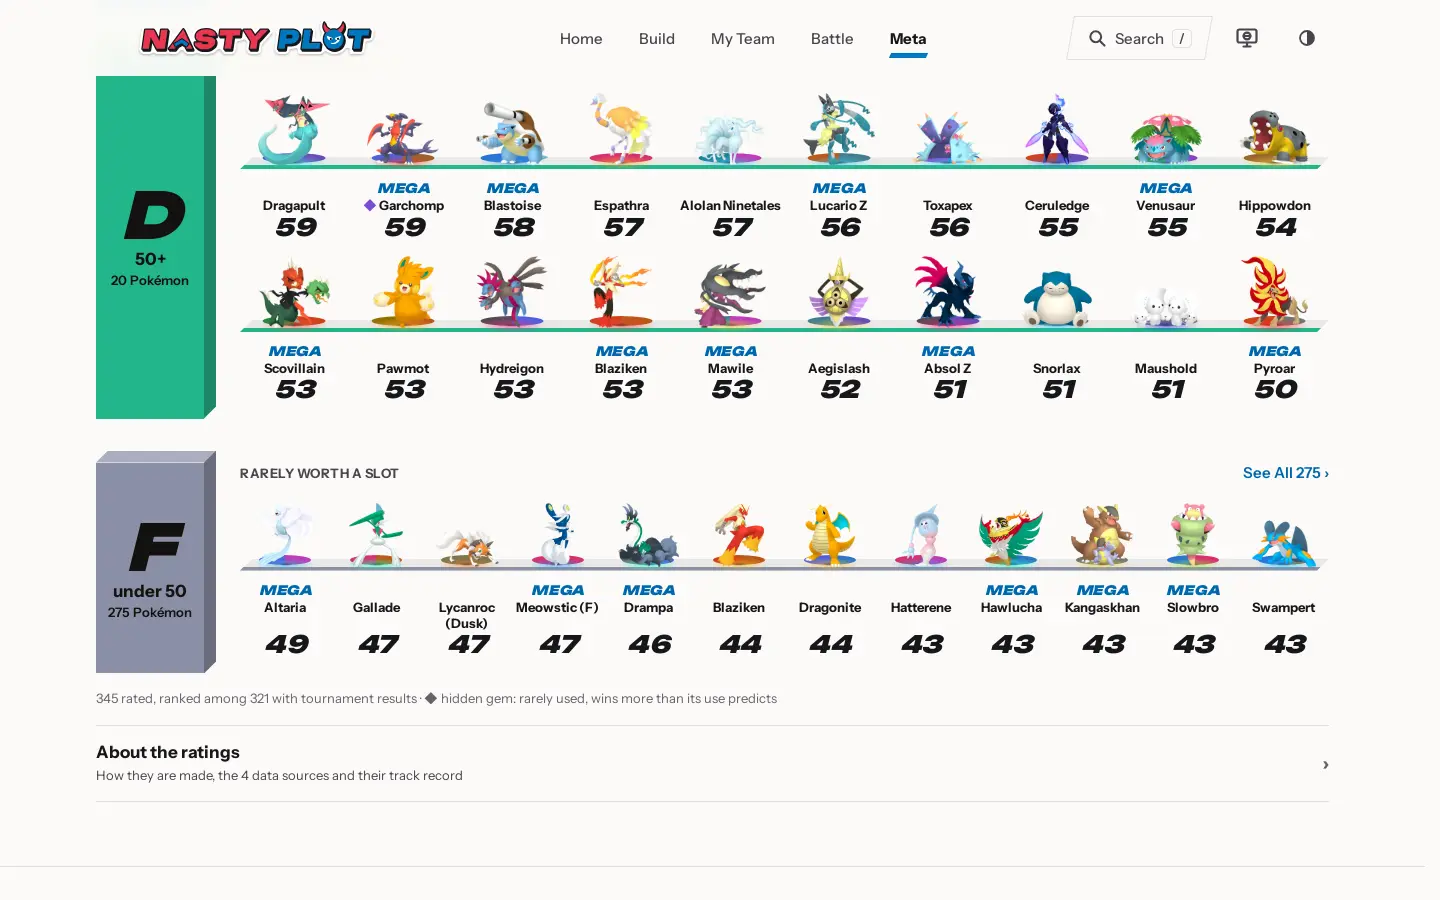 NASTY PLOT
Home
Build
My Team
Battle
Meta
Search /
D
50+
20 Pokémon
Dragapult
59
MEGA
◆ Garchomp
59
MEGA
Blastoise
58
Espathra
57
Alolan Ninetales
57
MEGA
Lucario Z
56
Toxapex
56
Ceruledge
55
MEGA
Venusaur
55
Hippowdon
54
MEGA
Scovillain
53
Pawmot
53
Hydreigon
53
MEGA
Blaziken
53
MEGA
Mawile
53
Aegislash
52
MEGA
Absol Z
51
Snorlax
51
Maushold
51
MEGA
Pyroar
50
F
under 50
275 Pokémon
RARELY WORTH A SLOT
See All 275 ›
MEGA
Altaria
49
Gallade
47
Lycanroc
(Dusk)
47
MEGA
Meowstic (F)
47
MEGA
Drampa
46
Blaziken
44
Dragonite
44
Hatterene
43
MEGA
Hawlucha
43
MEGA
Kangaskhan
43
MEGA
Slowbro
43
Swampert
43
345 rated, ranked among 321 with tournament results · ◆ hidden gem: rarely used, wins more than its use predicts
About the ratings
How they are made, the 4 data sources and their track record
›